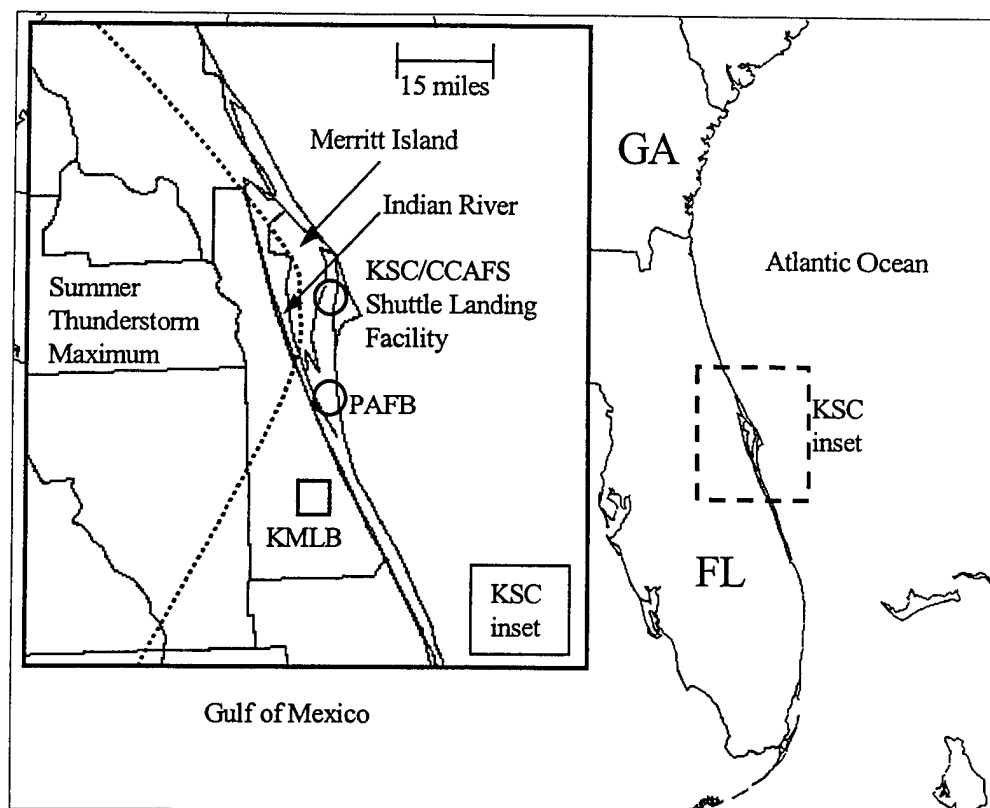 15 miles
Merritt Island
Indian River
KSC/CCAFS
Shuttle Landing
Facility
Summer
Thunderstorm
Maximum
PAFB
KMLB
KSC
inset
GA
Atlantic Ocean
KSC
inset
FL
Gulf of Mexico